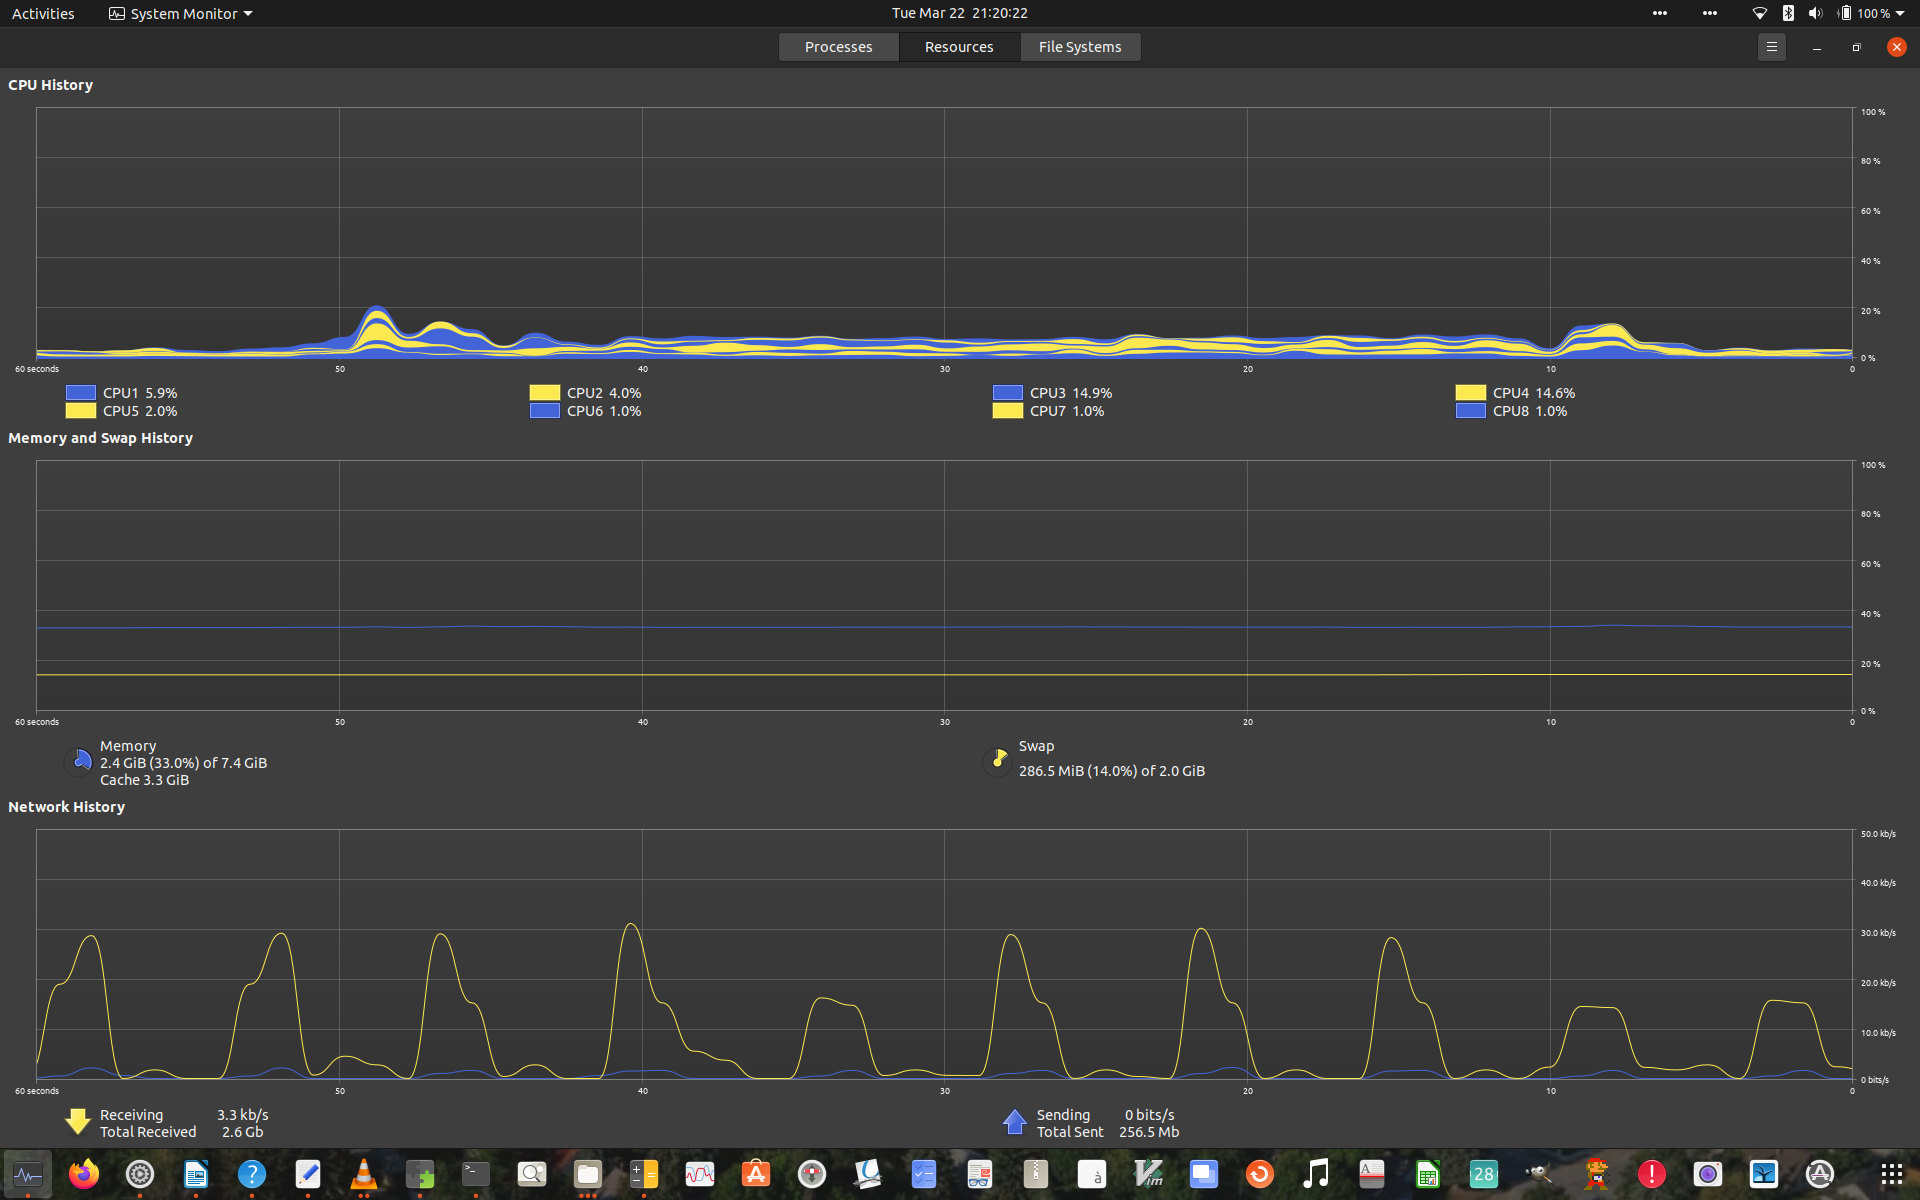 Activities System Monitor Tue Mar 22 21:20:22 100 %
Processes Resources File Systems
CPU History
100 %
80 %
60 %
40 %
20 %
0 %
60 seconds 50 40 30 20 10 0
CPU1 5.9% CPU2 4.0% CPU3 14.9% CPU4 14.6%
CPU5 2.0% CPU6 1.0% CPU7 1.0% CPU8 1.0%
Memory and Swap History
100 %
80 %
60 %
40 %
20 %
0 %
60 seconds 50 40 30 20 10 0
Memory
2.4 GiB (33.0%) of 7.4 GiB
Cache 3.3 GiB
Swap
286.5 MiB (14.0%) of 2.0 GiB
Network History
50.0 kb/s
40.0 kb/s
30.0 kb/s
20.0 kb/s
10.0 kb/s
0 bits/s
60 seconds 50 40 30 20 10 0
Receiving 3.3 kb/s
Total Received 2.6 Gb
Sending 0 bits/s
Total Sent 256.5 Mb
? >_ à Vim A 28 !